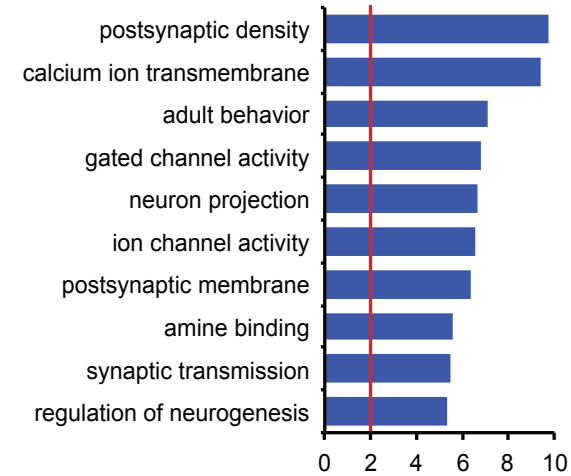 postsynaptic density
calcium ion transmembrane
adult behavior
gated channel activity
neuron projection
ion channel activity
postsynaptic membrane
amine binding
synaptic transmission
regulation of neurogenesis
0 2 4 6 8 10